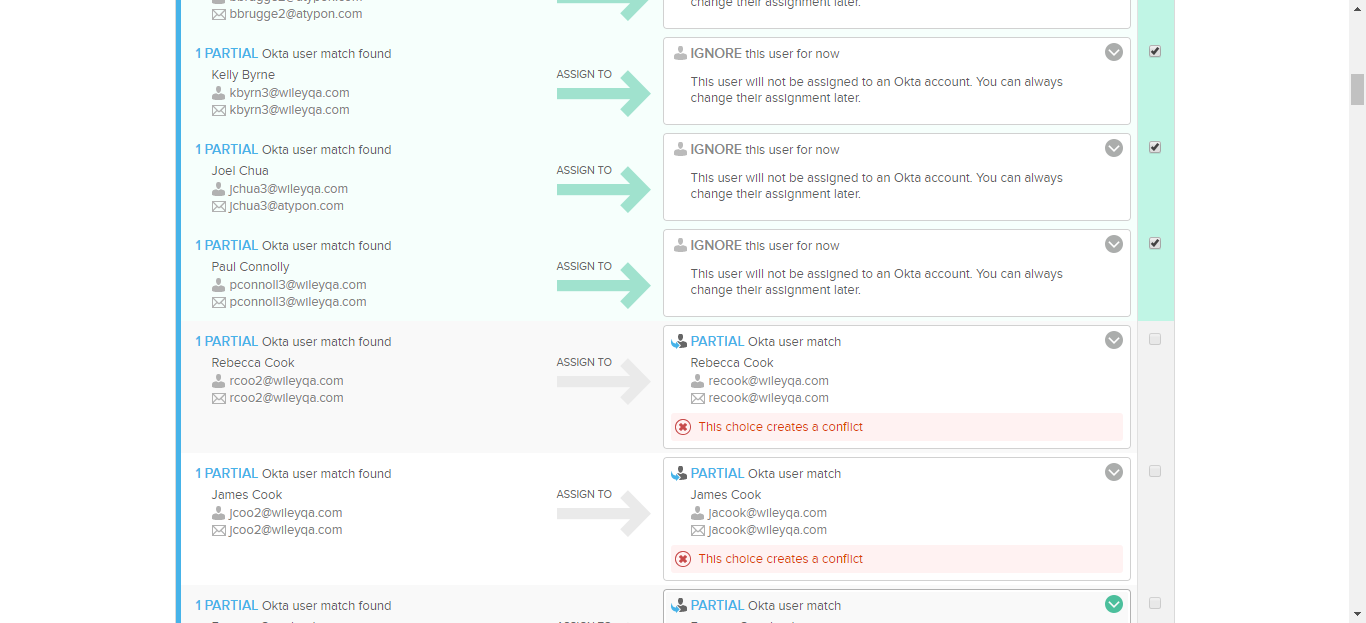 bbrugge2@atypon.com
change their assignment later.
1 PARTIAL Okta user match found
Kelly Byrne
kbyrn3@wileyqa.com
kbyrn3@wileyqa.com
ASSIGN TO
IGNORE this user for now
This user will not be assigned to an Okta account. You can always
change their assignment later.
1 PARTIAL Okta user match found
Joel Chua
jchua3@wileyqa.com
jchua3@atypon.com
ASSIGN TO
IGNORE this user for now
This user will not be assigned to an Okta account. You can always
change their assignment later.
1 PARTIAL Okta user match found
Paul Connolly
pconnoll3@wileyqa.com
pconnoll3@wileyqa.com
ASSIGN TO
IGNORE this user for now
This user will not be assigned to an Okta account. You can always
change their assignment later.
1 PARTIAL Okta user match found
Rebecca Cook
rcoo2@wileyqa.com
rcoo2@wileyqa.com
ASSIGN TO
PARTIAL Okta user match
Rebecca Cook
recook@wileyqa.com
recook@wileyqa.com
This choice creates a conflict
1 PARTIAL Okta user match found
James Cook
jcoo2@wileyqa.com
jcoo2@wileyqa.com
ASSIGN TO
PARTIAL Okta user match
James Cook
jacook@wileyqa.com
jacook@wileyqa.com
This choice creates a conflict
1 PARTIAL Okta user match found
PARTIAL Okta user match